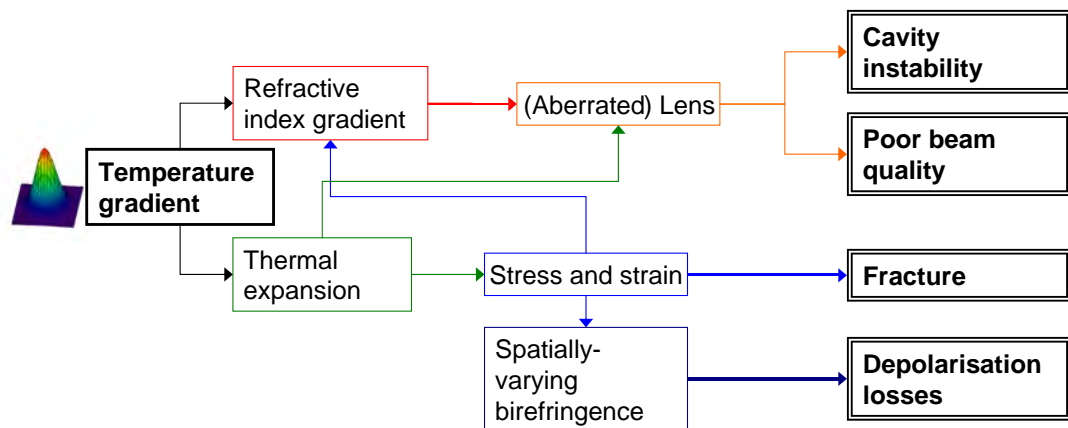 Cavity
instability
Refractive
index gradient
(Aberrated) Lens
Poor beam
quality
Temperature
gradient
Thermal
expansion
Stress and strain
Fracture
Spatially-
varying
birefringence
Depolarisation
losses